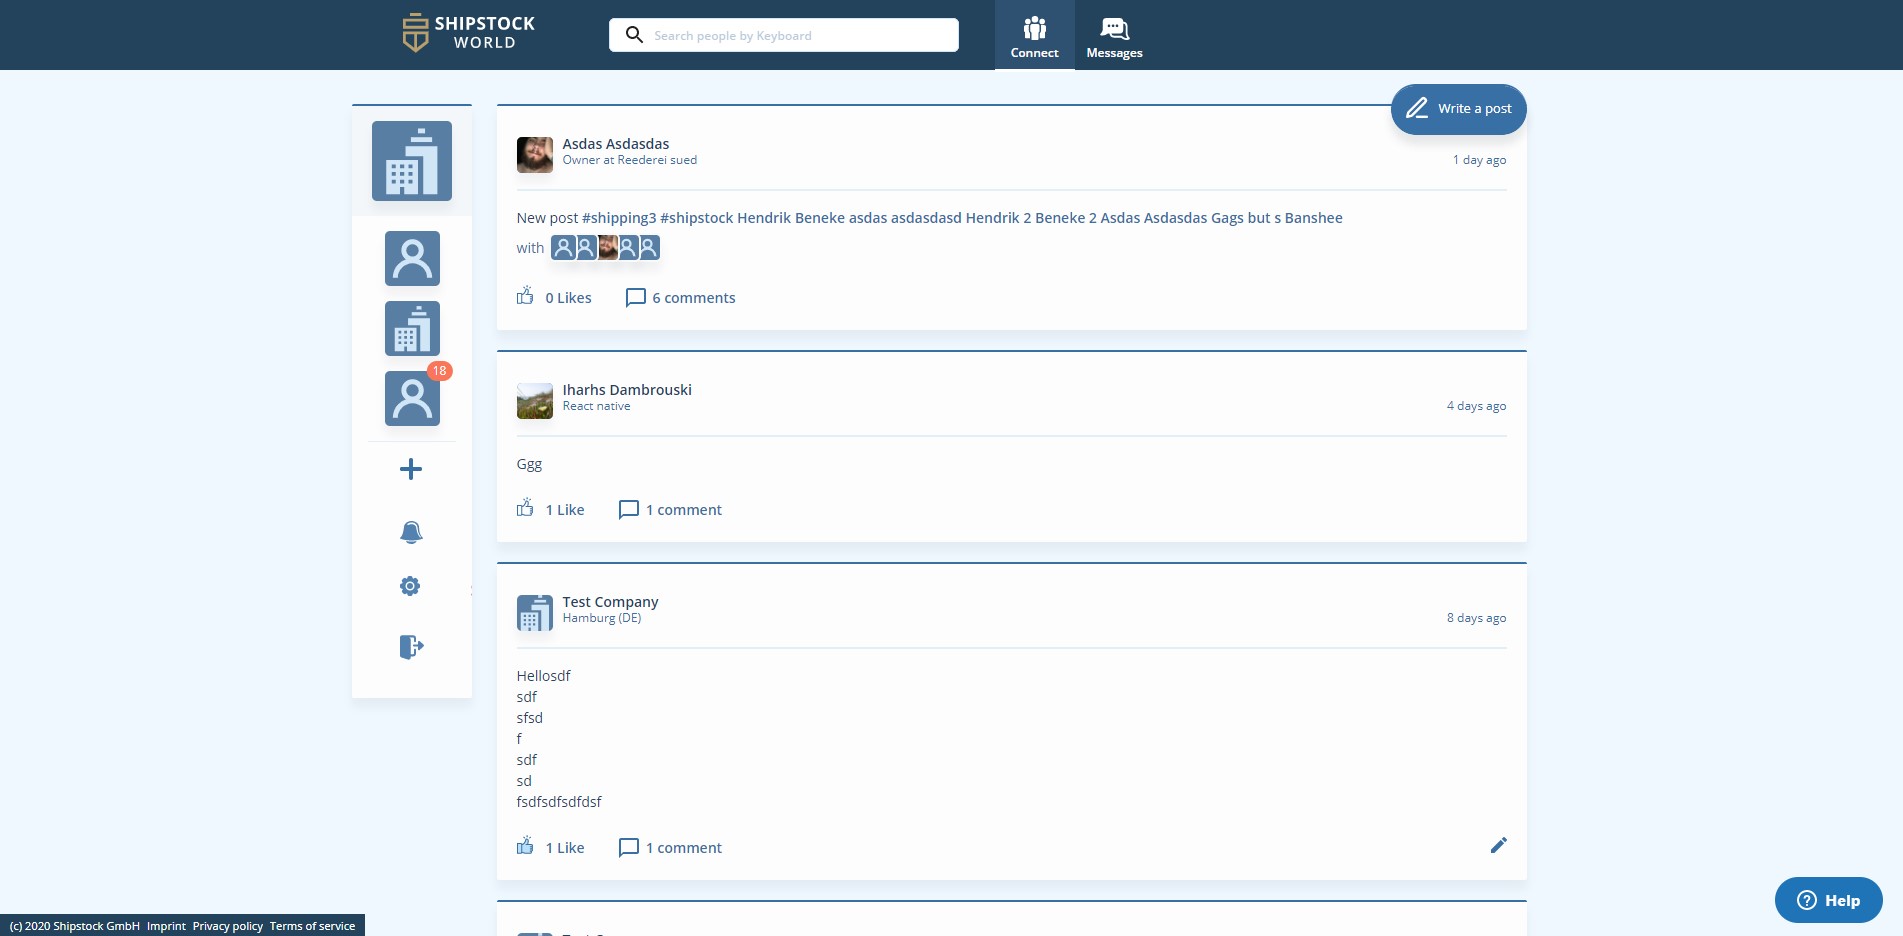 SHIPSTOCK
WORLD
Search people by Keyboard
Connect
Messages
Write a post
18
Asdas Asdasdas
Owner at Reederei sued
1 day ago
New post #shipping3 #shipstock Hendrik Beneke asdas asdasdasd Hendrik 2 Beneke 2 Asdas Asdasdas Gags but s Banshee
with
0 Likes
6 comments
Iharhs Dambrouski
React native
4 days ago
Ggg
1 Like
1 comment
Test Company
Hamburg (DE)
8 days ago
Hellosdf
sdf
sfsd
f
sdf
sd
fsdfsdfsdfdsf
1 Like
1 comment
Help
(c) 2020 Shipstock GmbH Imprint Privacy policy Terms of service